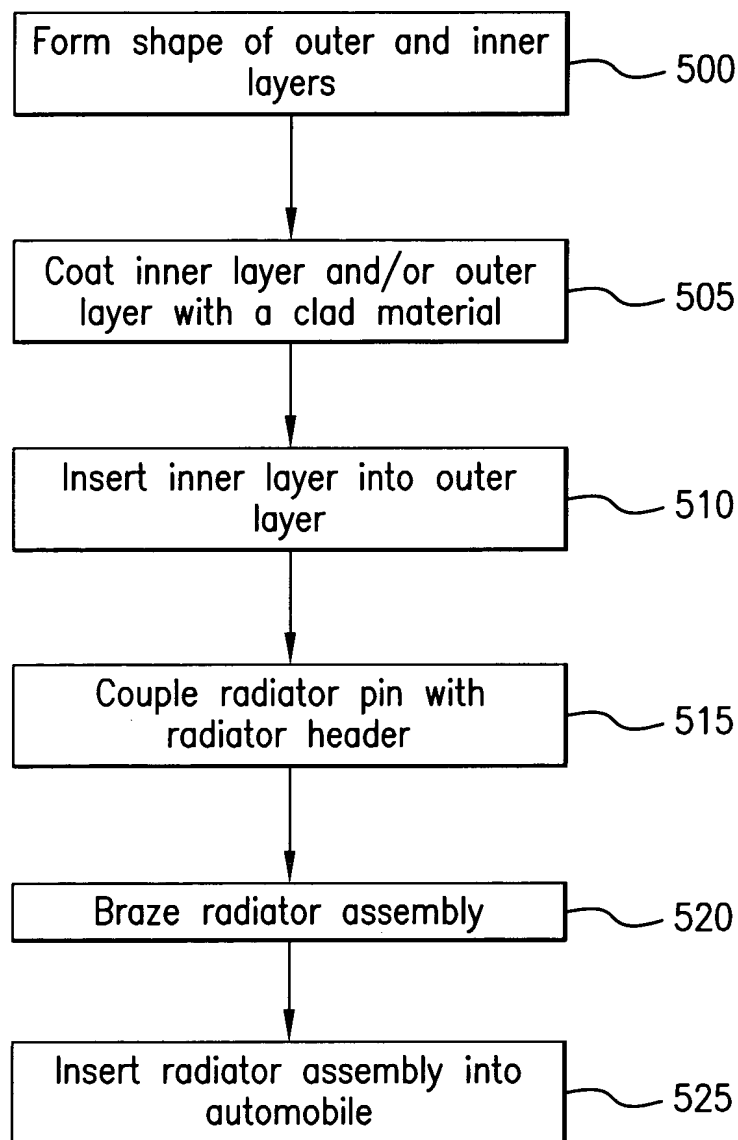 Form shape of outer and inner
layers
500
Coat inner layer and/or outer
layer with a clad material
505
Insert inner layer into outer
layer
510
Couple radiator pin with
radiator header
515
Braze radiator assembly
520
Insert radiator assembly into
automobile
525